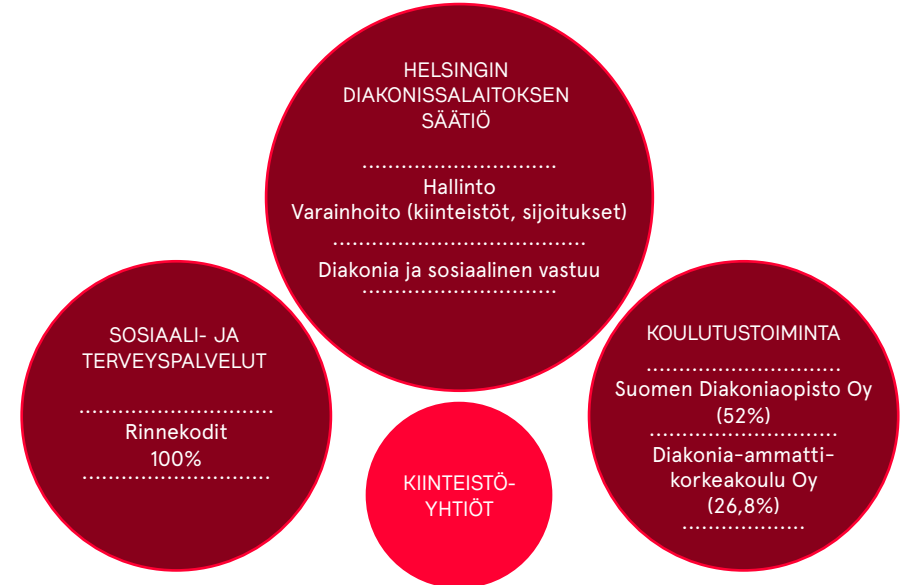 HELSINGIN
DIAKONISSALAITOKSEN
SÄÄTIÖ
Hallinto
Varainhoito (kiinteistöt, sijoitukset)
Diakonia ja sosiaalinen vastuu
SOSIAALI- JA
TERVEYSPALVELUT
Rinnekodit
100%
KIINTEISTÖ-
YHTIÖT
KOULUTUSTOIMINTA
Suomen Diakoniaopisto Oy
(52%)
Diakonia-ammatti-
korkeakoulu Oy
(26,8%)